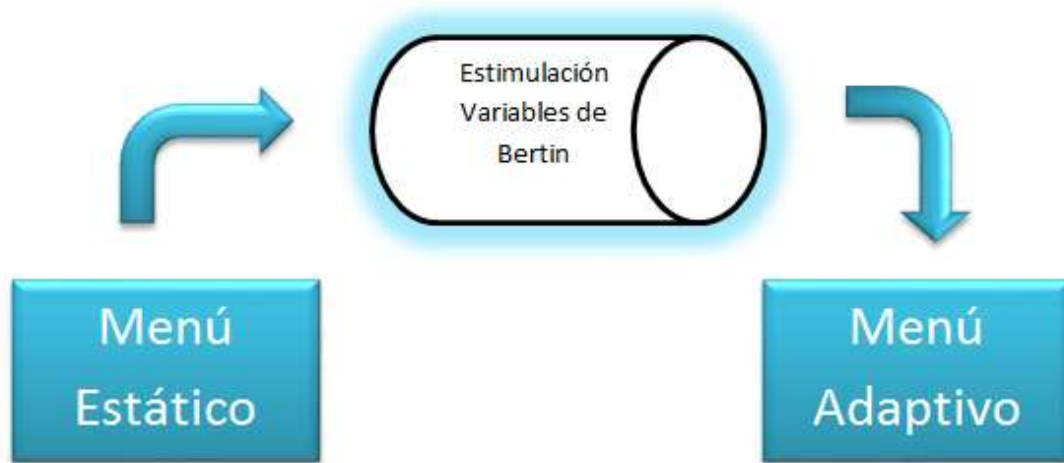 Estimulación
Variables de
Bertin
Menú
Estático
Menú
Adaptivo